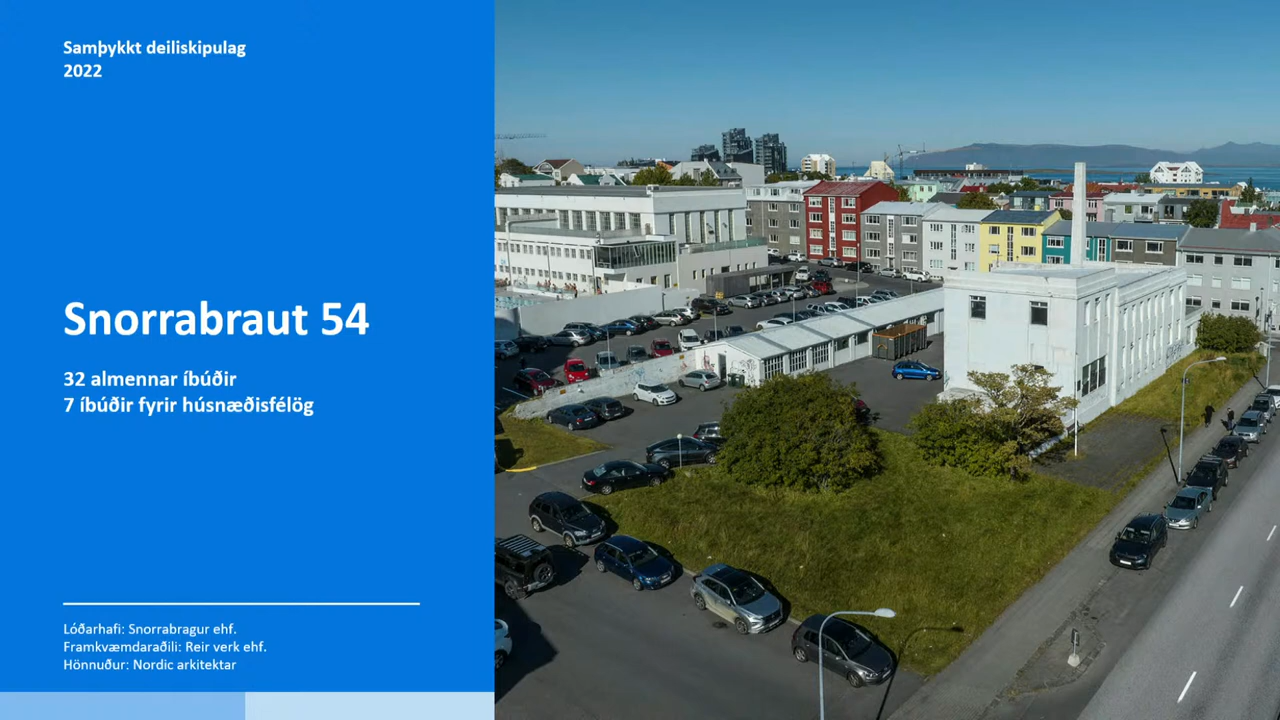 Samþykkt deiliskipulag
2022
Snorrabraut 54
32 almennar íbúðir
7 íbúðir fyrir húsnæðisfélög
Lóðarhafi: Snorrabragur ehf.
Framkvæmdaraðili: Reir verk ehf.
Hönnuður: Nordic arkitektar